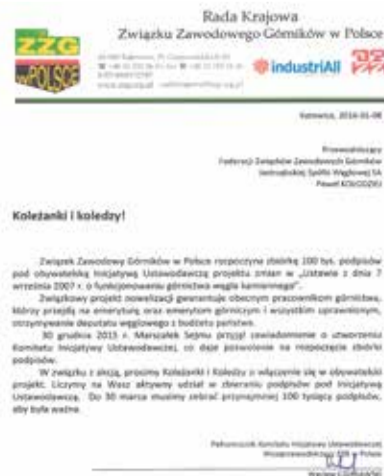 Rada Krajowa
Związku Zawodowego Górników w Polsce
ZZG
w POLSCE
industriAll
Katowice, 2016-01-08
Przewodniczący
Federacji Związków Zawodowych Górników
Jastrzębskiej Spółki Węglowej SA
Paweł KOŁODZIEJ
Koleżanki i koledzy!
Związek Zawodowy Górników w Polsce rozpoczyna zbiórkę 100 tys. podpisów
pod obywatelską Inicjatywą Ustawodawczą projektu zmian w „Ustawie z dnia 7
września 2007 r. o funkcjonowaniu górnictwa węgla kamiennego".
Związkowy projekt nowelizacji gwarantuje obecnym pracownikom górnictwa,
którzy przejdą na emeryturę oraz emerytom górniczym i wszystkim uprawnionym,
otrzymywanie deputatu węglowego z budżetu państwa.
30 grudnia 2015 r. Marszałek Sejmu przyjął zawiadomienie o utworzeniu
Komitetu Inicjatywy Ustawodawczej, co daje pozwolenie na rozpoczęcie zbiórki
podpisów.
W związku z akcją, prosimy Koleżanki i Kolegów o włączenie się w obywatelski
projekt. Liczymy na Wasz aktywny udział w zbieraniu podpisów pod Inicjatywą
Ustawodawczą. Do 30 marca musimy zebrać przynajmniej 100 tysięcy podpisów,
aby była ważna.
Pełnomocnik Komitetu Inicjatywy Ustawodawczej
Wiceprzewodniczący ZZG w Polsce
Wacław